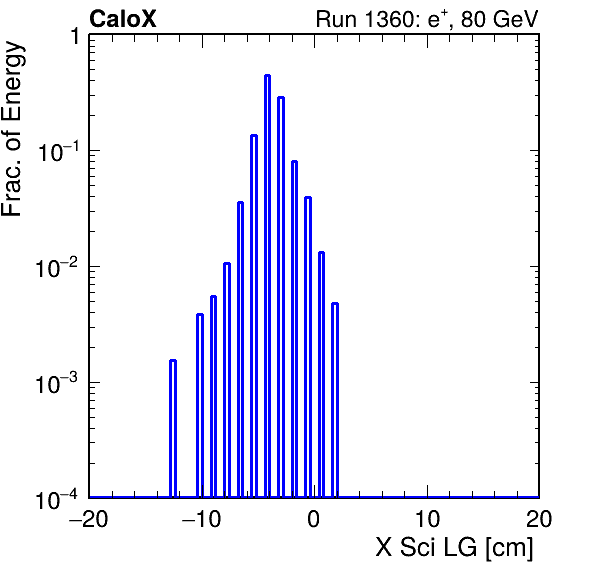 CaloX Run 1360: e⁺, 80 GeV
Frac. of Energy
1
10⁻¹
10⁻²
10⁻³
10⁻⁴
−20 −10 0 10 20
X Sci LG [cm]